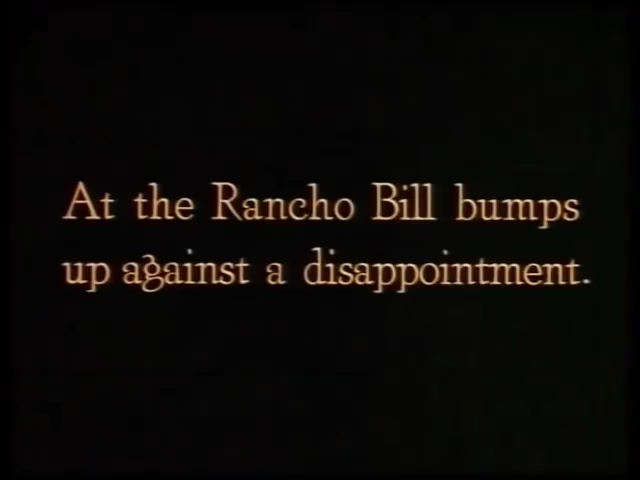 At the Rancho Bill bumps
up against a disappointment.